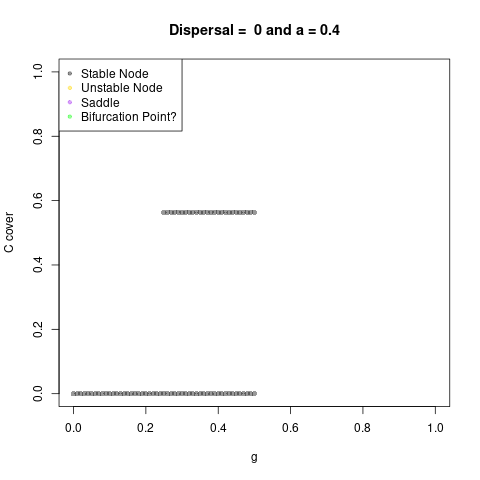 Dispersal =  0 and a = 0.4
Stable Node
Unstable Node
Saddle
Bifurcation Point?
C cover
1.0
0.8
0.6
0.4
0.2
0.0
0.0 0.2 0.4 0.6 0.8 1.0
g